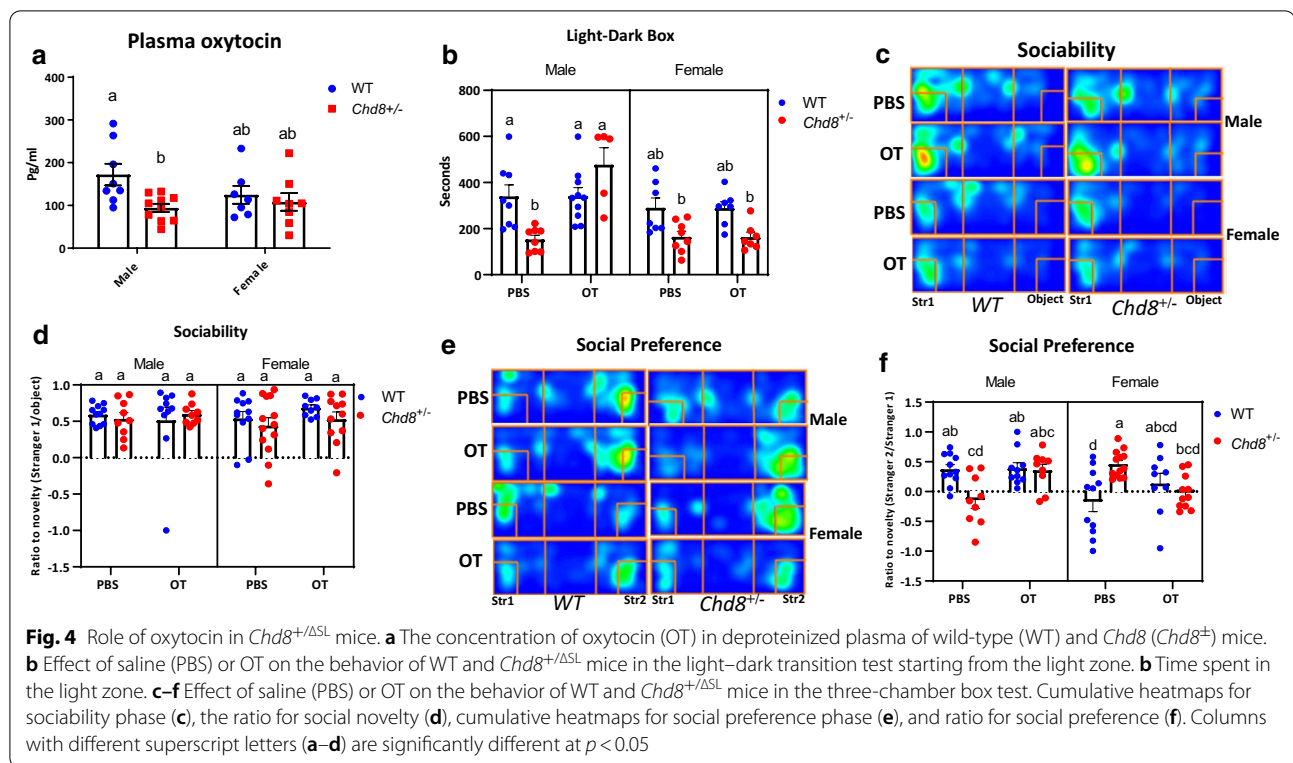 Plasma oxytocin
a
Pg/ml
400
300
200
100
0
a
b
ab
ab
WT
Chd8+/-
Male
Female
Light-Dark Box
b
Male
Female
WT
Chd8+/-
Seconds
800
600
400
200
0
a
b
a
a
ab
b
ab
b
PBS
OT
PBS
OT
c
Sociability
PBS
OT
Male
PBS
OT
Female
Str1
WT
Object
Str1
Chd8+/-
Object
d
Sociability
Male
Female
a a a a a a a a
WT
Chd8+/-
Ratio to novelty (Stranger 1/object)
1.0
0.5
0.0
-0.5
-1.0
-1.5
PBS
OT
PBS
OT
e
Social Preference
PBS
OT
Male
PBS
OT
Female
Str1
WT
Str2
Str1
Chd8+/-
Str2
f
Social Preference
Male
Female
WT
Chd8+/-
Ratio to novelty (Stranger 2/Stranger 1)
1.5
1.0
0.5
0.0
-0.5
-1.0
-1.5
ab
cd
ab
abc
d
a
abcd
bcd
PBS
OT
PBS
OT
Fig. 4 Role of oxytocin in Chd8+/ΔSL mice. a The concentration of oxytocin (OT) in deproteinized plasma of wild-type (WT) and Chd8 (Chd8±) mice.
b Effect of saline (PBS) or OT on the behavior of WT and Chd8+/ΔSL mice in the light–dark transition test starting from the light zone. b Time spent in
the light zone. c–f Effect of saline (PBS) or OT on the behavior of WT and Chd8+/ΔSL mice in the three-chamber box test. Cumulative heatmaps for
sociability phase (c), the ratio for social novelty (d), cumulative heatmaps for social preference phase (e), and ratio for social preference (f). Columns
with different superscript letters (a–d) are significantly different at p < 0.05